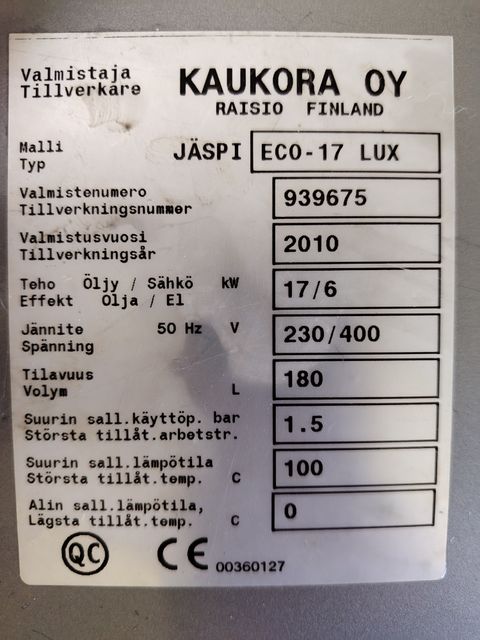 Valmistaja
Tillverkare
KAUKORA OY
RAISIO FINLAND
Malli
Typ
JÄSPI ECO-17 LUX
Valmistenumero
Tillverkningsnummer
939675
Valmistusvuosi
Tillverkningsår
2010
Teho Öljy / Sähkö kW
Effekt Olja / El
17/6
Jännite 50 Hz V
Spänning
230/400
Tilavuus
Volym L
180
Suurin sall.käyttöp. bar
Största tillåt.arbetstr.
1.5
Suurin sall.lämpötila
Största tillåt.temp. C
100
Alin sall.lämpötila,
Lägsta tillåt.temp. C
0
QC CE 00360127